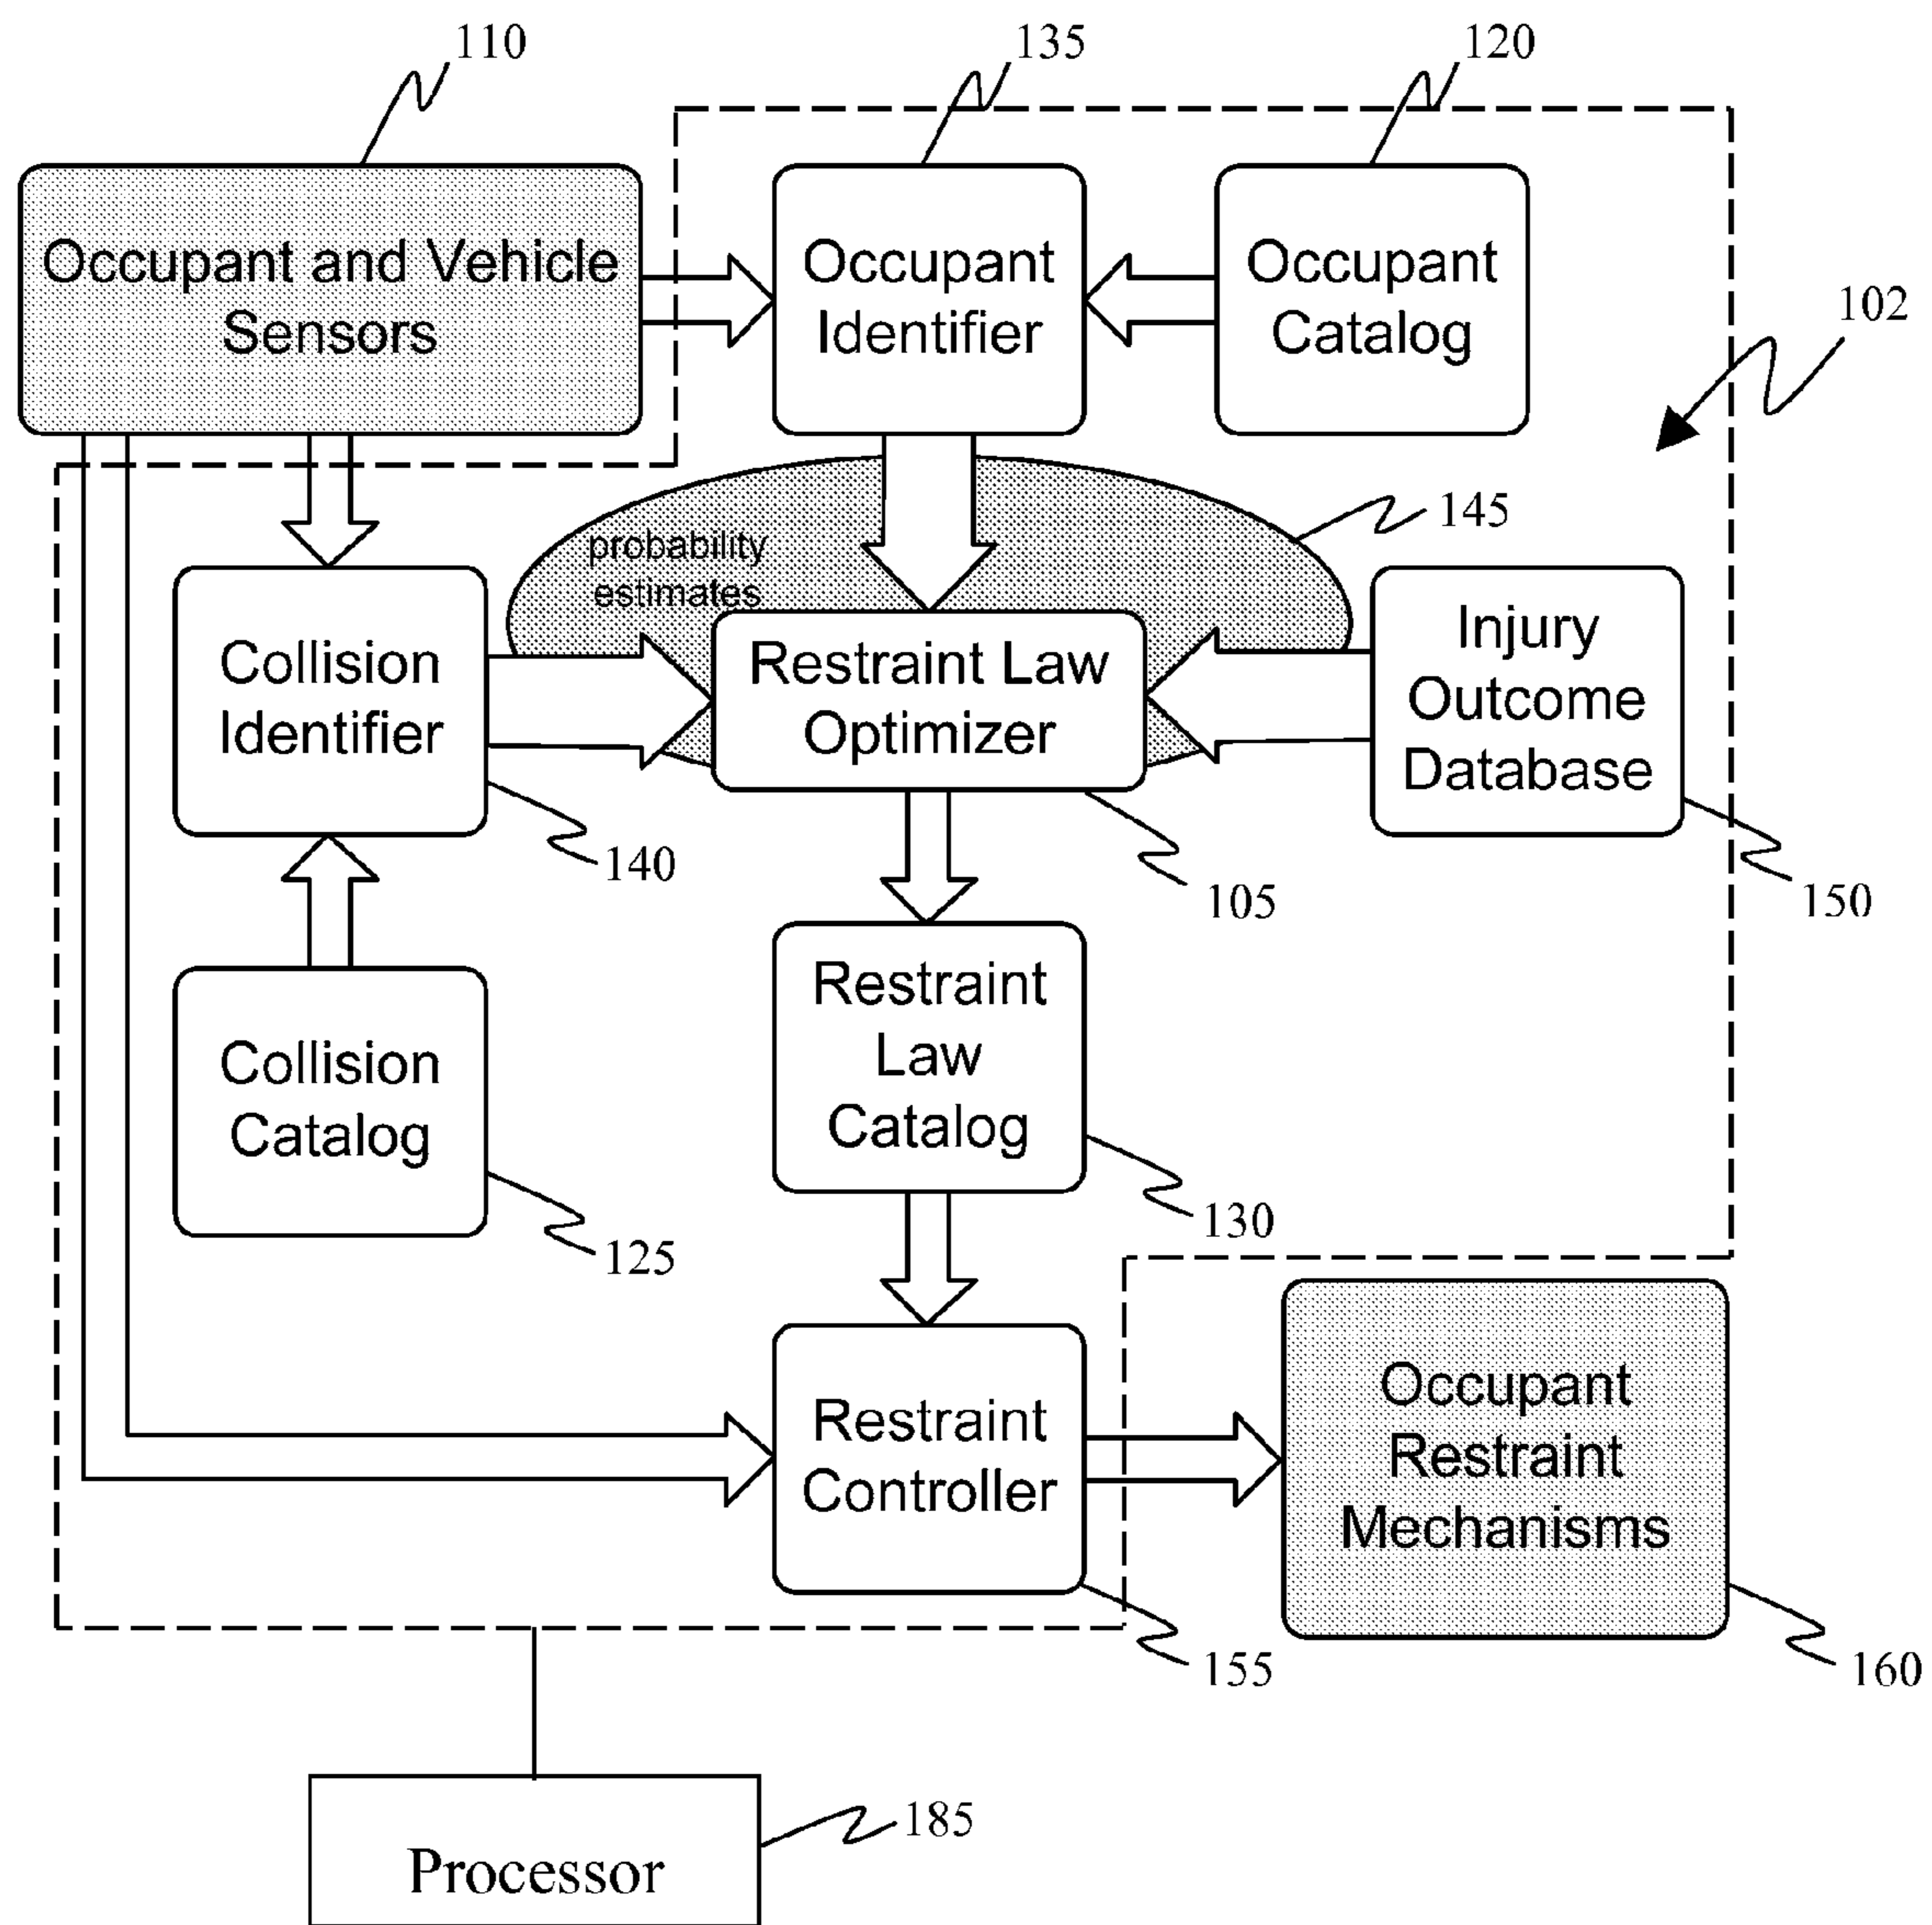 110
135
120
Occupant and Vehicle
Sensors
Occupant
Identifier
Occupant
Catalog
102
145
probability
estimates
Collision
Identifier
Restraint Law
Optimizer
Injury
Outcome
Database
140
105
150
Collision
Catalog
Restraint
Law
Catalog
125
130
Restraint
Controller
Occupant
Restraint
Mechanisms
155
160
185
Processor